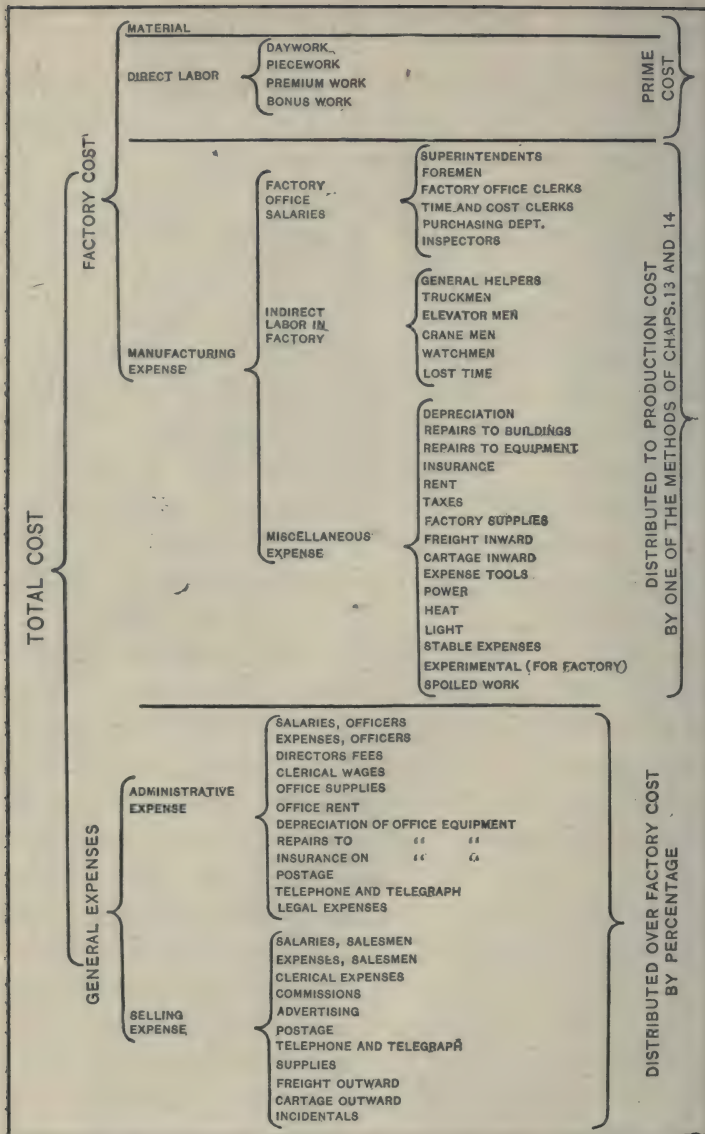 TOTAL COST
FACTORY COST
MATERIAL
DIRECT LABOR
DAYWORK
PIECEWORK
PREMIUM WORK
BONUS WORK
PRIME
COST
MANUFACTURING
EXPENSE
FACTORY
OFFICE
SALARIES
SUPERINTENDENTS
FOREMEN
FACTORY OFFICE CLERKS
TIME AND COST CLERKS
PURCHASING DEPT.
INSPECTORS
INDIRECT
LABOR IN
FACTORY
GENERAL HELPERS
TRUCKMEN
ELEVATOR MEN
CRANE MEN
WATCHMEN
LOST TIME
MISCELLANEOUS
EXPENSE
DEPRECIATION
REPAIRS TO BUILDINGS
REPAIRS TO EQUIPMENT
INSURANCE
RENT
TAXES
FACTORY SUPPLIES
FREIGHT INWARD
CARTAGE INWARD
EXPENSE TOOLS
POWER
HEAT
LIGHT
STABLE EXPENSES
EXPERIMENTAL (FOR FACTORY)
SPOILED WORK
DISTRIBUTED TO PRODUCTION COST
BY ONE OF THE METHODS OF CHAPS. 13 AND 14
GENERAL EXPENSES
ADMINISTRATIVE
EXPENSE
SALARIES, OFFICERS
EXPENSES, OFFICERS
DIRECTORS FEES
CLERICAL WAGES
OFFICE SUPPLIES
OFFICE RENT
DEPRECIATION OF OFFICE EQUIPMENT
REPAIRS TO " "
INSURANCE ON " "
POSTAGE
TELEPHONE AND TELEGRAPH
LEGAL EXPENSES
SELLING
EXPENSE
SALARIES, SALESMEN
EXPENSES, SALESMEN
CLERICAL EXPENSES
COMMISSIONS
ADVERTISING
POSTAGE
TELEPHONE AND TELEGRAPH
SUPPLIES
FREIGHT OUTWARD
CARTAGE OUTWARD
INCIDENTALS
DISTRIBUTED OVER FACTORY COST
BY PERCENTAGE